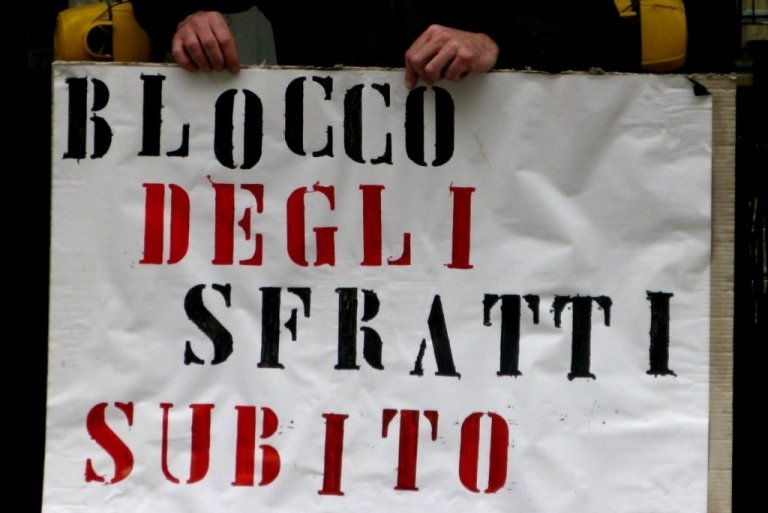 BLOCCO
DEGLI
SFRATTI
SUBITO